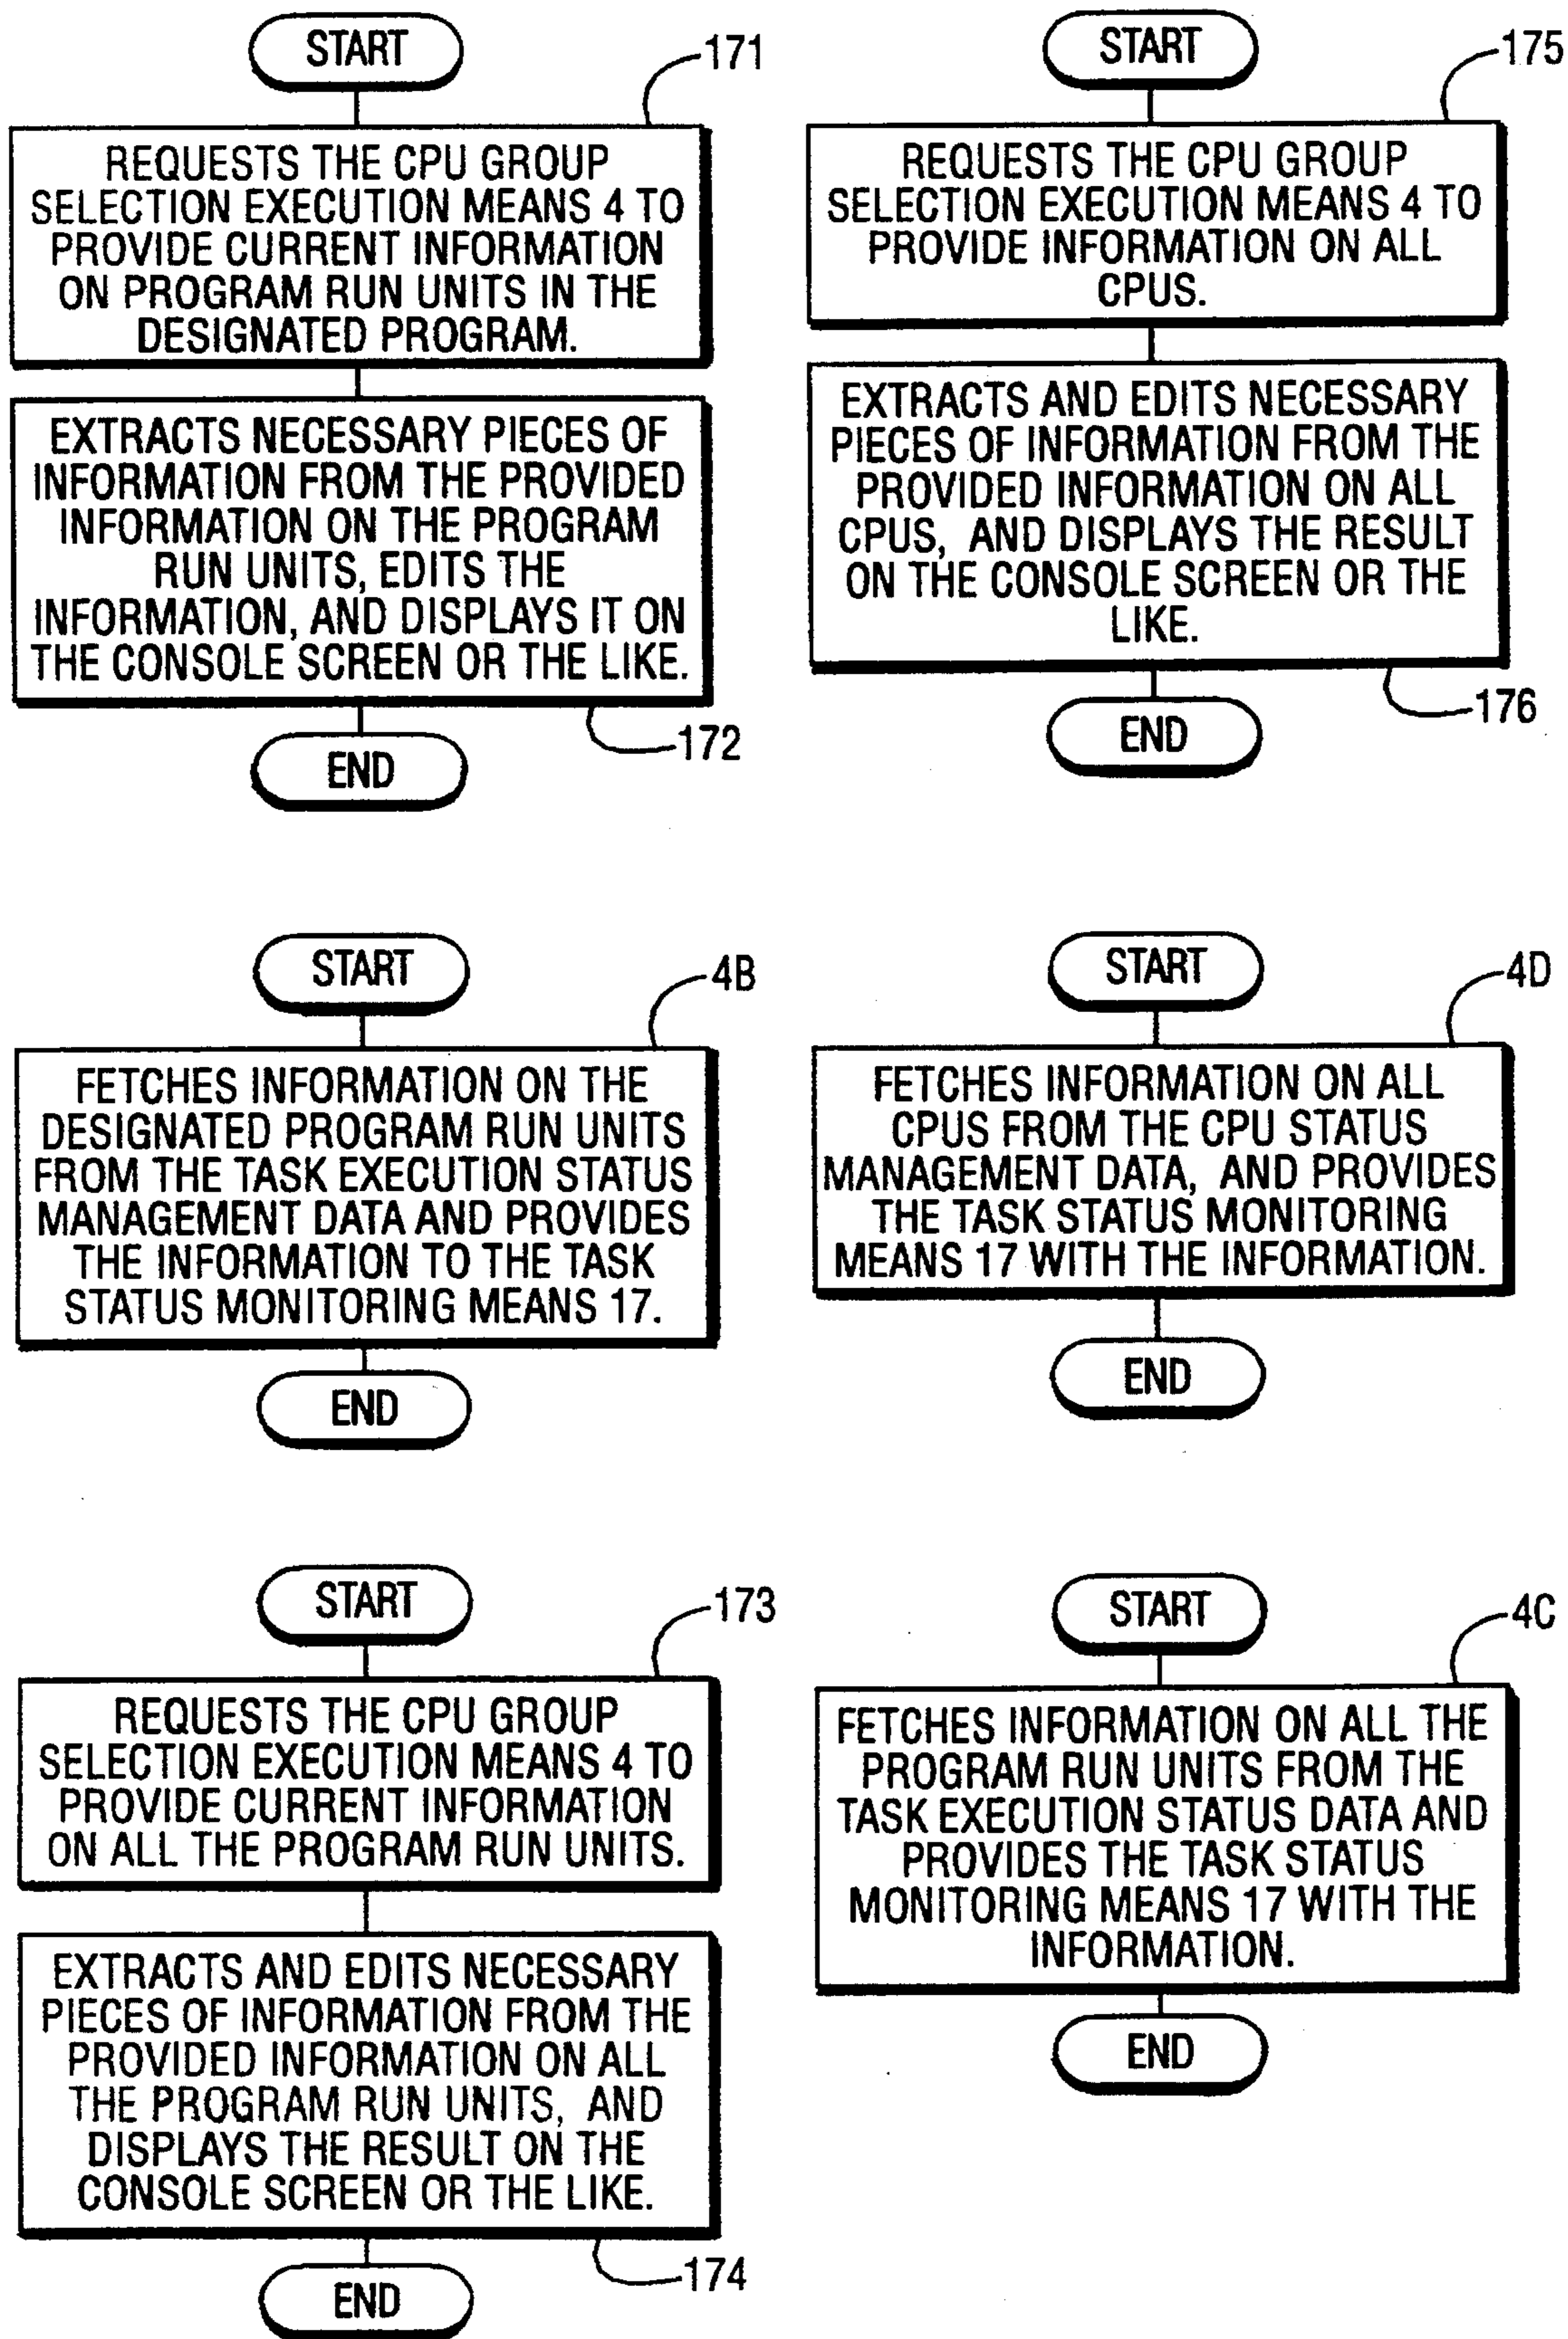 START
171
REQUESTS THE CPU GROUP
SELECTION EXECUTION MEANS 4 TO
PROVIDE CURRENT INFORMATION
ON PROGRAM RUN UNITS IN THE
DESIGNATED PROGRAM.
EXTRACTS NECESSARY PIECES OF
INFORMATION FROM THE PROVIDED
INFORMATION ON THE PROGRAM
RUN UNITS, EDITS THE
INFORMATION, AND DISPLAYS IT ON
THE CONSOLE SCREEN OR THE LIKE.
172
END
START
175
REQUESTS THE CPU GROUP
SELECTION EXECUTION MEANS 4 TO
PROVIDE INFORMATION ON ALL
CPUS.
EXTRACTS AND EDITS NECESSARY
PIECES OF INFORMATION FROM THE
PROVIDED INFORMATION ON ALL
CPUS, AND DISPLAYS THE RESULT
ON THE CONSOLE SCREEN OR THE
LIKE.
176
END
START
4B
FETCHES INFORMATION ON THE
DESIGNATED PROGRAM RUN UNITS
FROM THE TASK EXECUTION STATUS
MANAGEMENT DATA AND PROVIDES
THE INFORMATION TO THE TASK
STATUS MONITORING MEANS 17.
END
START
4D
FETCHES INFORMATION ON ALL
CPUS FROM THE CPU STATUS
MANAGEMENT DATA, AND PROVIDES
THE TASK STATUS MONITORING
MEANS 17 WITH THE INFORMATION.
END
START
173
REQUESTS THE CPU GROUP
SELECTION EXECUTION MEANS 4 TO
PROVIDE CURRENT INFORMATION
ON ALL THE PROGRAM RUN UNITS.
EXTRACTS AND EDITS NECESSARY
PIECES OF INFORMATION FROM THE
PROVIDED INFORMATION ON ALL
THE PROGRAM RUN UNITS, AND
DISPLAYS THE RESULT ON THE
CONSOLE SCREEN OR THE LIKE.
174
END
START
4C
FETCHES INFORMATION ON ALL THE
PROGRAM RUN UNITS FROM THE
TASK EXECUTION STATUS DATA AND
PROVIDES THE TASK STATUS
MONITORING MEANS 17 WITH THE
INFORMATION.
END